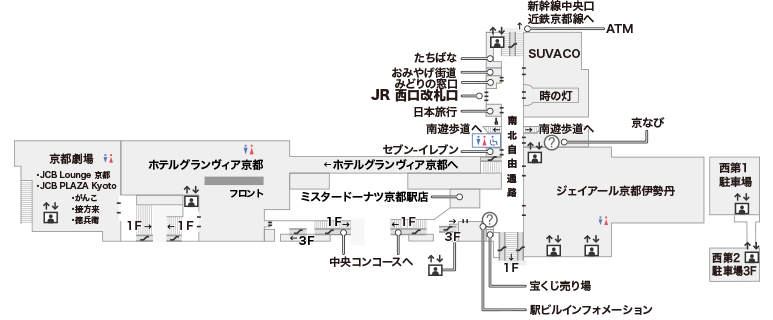 新幹線中央口
近鉄京都線へ
ATM
SUVACO
たちばな
おみやげ街道
みどりの窓口
JR 西口改札口
時の灯
日本旅行
南北自由通路
南遊歩道へ
南遊歩道へ
京なび
セブン-イレブン
京都劇場
・JCB Lounge 京都
・JCB PLAZA Kyoto
・がんこ
・接方来
・徳兵衛
ホテルグランヴィア京都
←ホテルグランヴィア京都へ
フロント
ミスタードーナツ京都駅店
ジェイアール京都伊勢丹
西第1
駐車場
西第2
駐車場3F
1F→
←1F
1F→
←3F
←1F
3F
1F
中央コンコースへ
宝くじ売り場
駅ビルインフォメーション
?
?